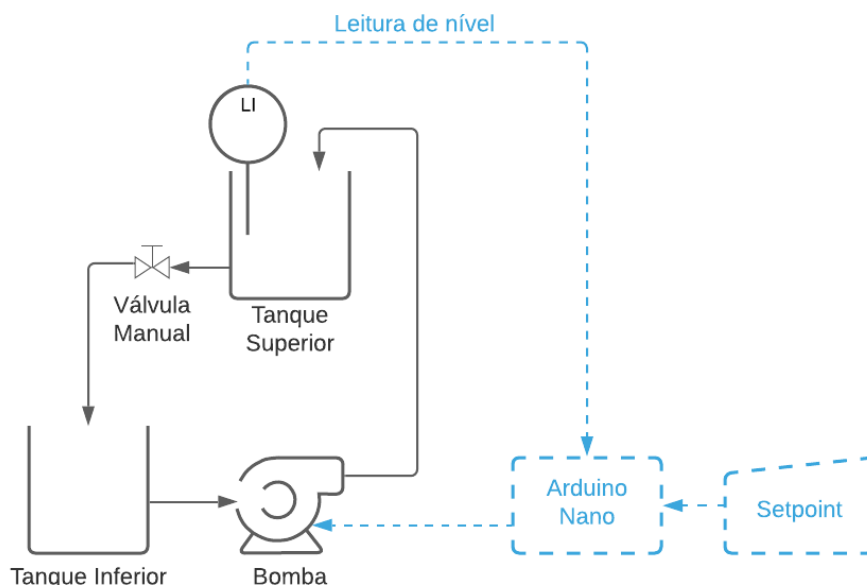 Leitura de nível
LI
Válvula
Manual
Tanque
Superior
Arduino
Nano
Setpoint
Tanque Inferior
Bomba